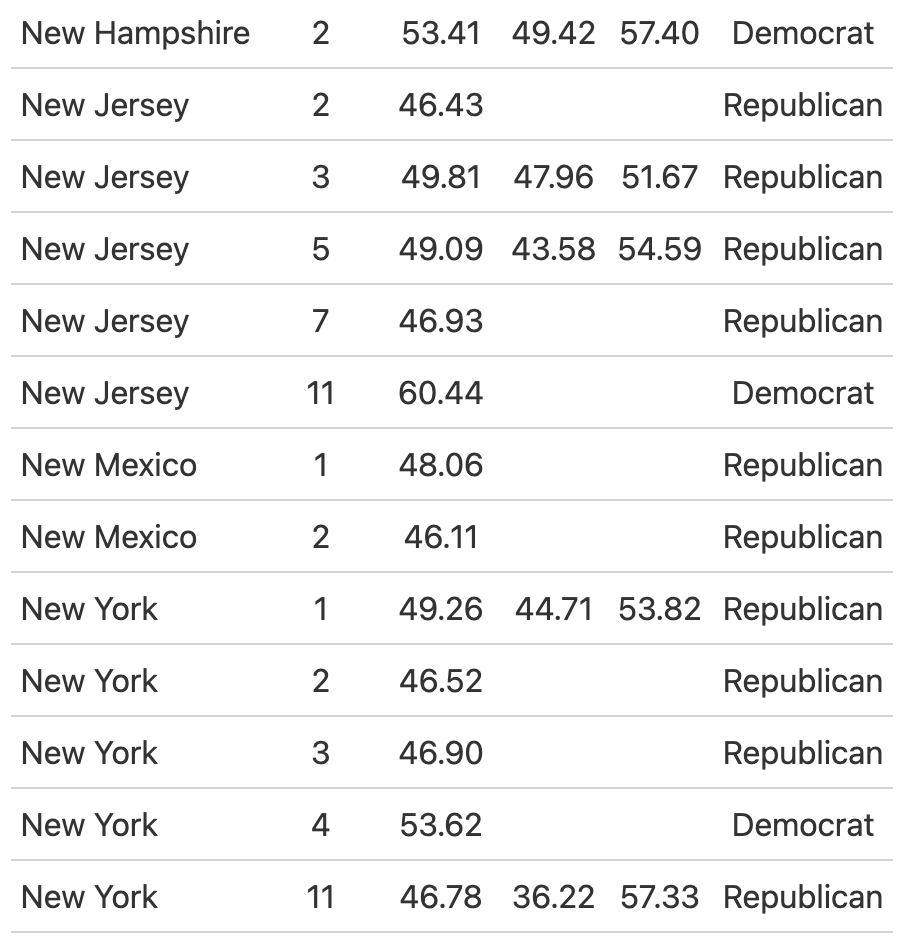 New Hampshire 2 53.41 49.42 57.40 Democrat
New Jersey 2 46.43 Republican
New Jersey 3 49.81 47.96 51.67 Republican
New Jersey 5 49.09 43.58 54.59 Republican
New Jersey 7 46.93 Republican
New Jersey 11 60.44 Democrat
New Mexico 1 48.06 Republican
New Mexico 2 46.11 Republican
New York 1 49.26 44.71 53.82 Republican
New York 2 46.52 Republican
New York 3 46.90 Republican
New York 4 53.62 Democrat
New York 11 46.78 36.22 57.33 Republican